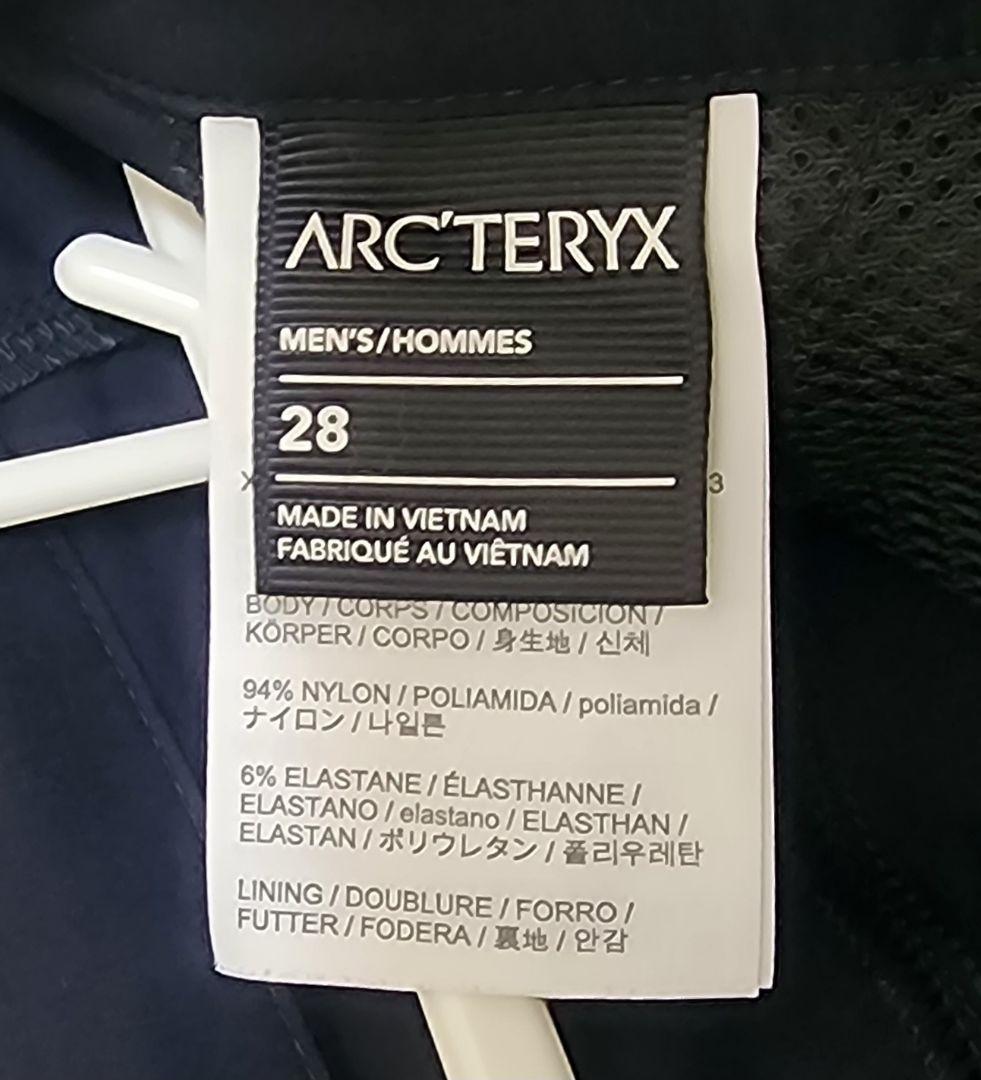 ARC'TERYX
MEN'S/HOMMES
28
X
3
MADE IN VIETNAM
FABRIQUÉ AU VIÊTNAM
BODY / CORPS / COMPOSICIÓN /
KÖRPER / CORPO / 身生地 / 신체
94% NYLON / POLIAMIDA / poliamida /
ナイロン / 나일론
6% ELASTANE / ÉLASTHANNE /
ELASTANO / elastano / ELASTHAN /
ELASTAN / ポリウレタン / 폴리우레탄
LINING / DOUBLURE / FORRO /
FUTTER / FODERA / 裏地 / 안감